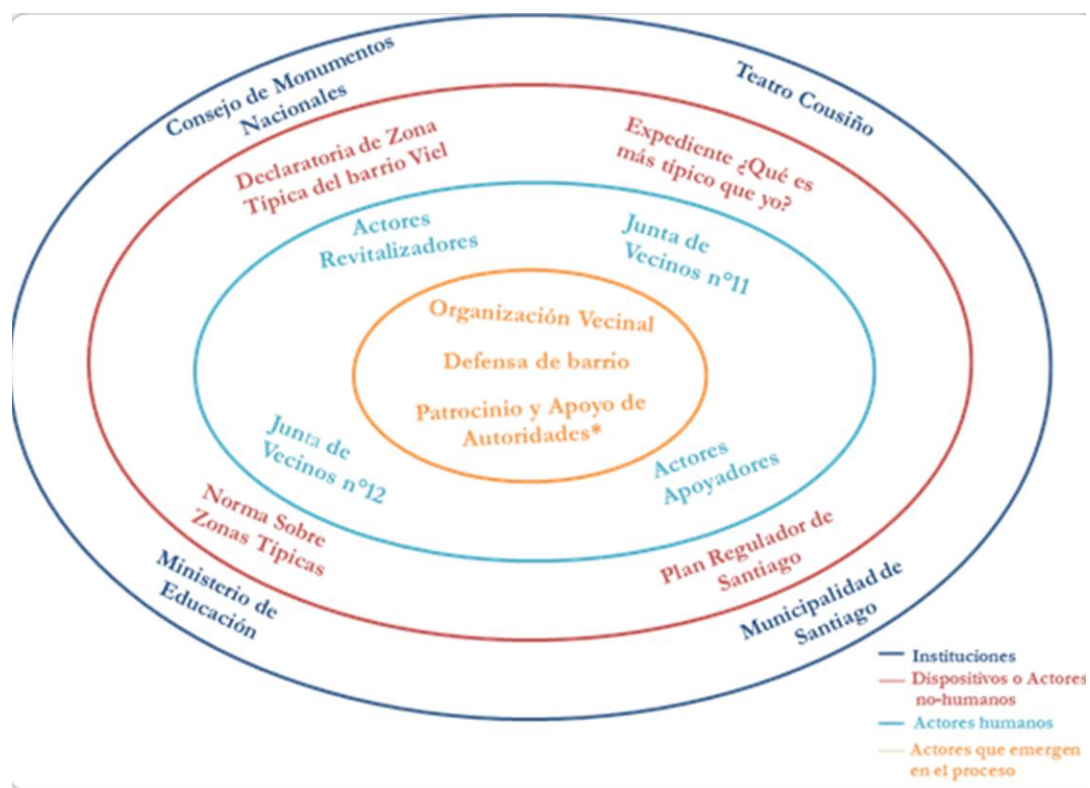 Consejo de Monumentos
Nacionales
Teatro Cousiño
Declaratoria de Zona
Típica del barrio Viel
Expediente ¿Qué es
más típico que yo?
Actores
Revitalizadores
Junta de
Vecinos n°11
Organización Vecinal
Defensa de barrio
Patrocinio y Apoyo de
Autoridades*
Junta de
Vecinos n°12
Actores
Apoyadores
Norma Sobre
Zonas Típicas
Plan Regulador de
Santiago
Ministerio de
Educación
Municipalidad de
Santiago
Instituciones
Dispositivos o Actores
no-humanos
Actores humanos
Actores que emergen
en el proceso